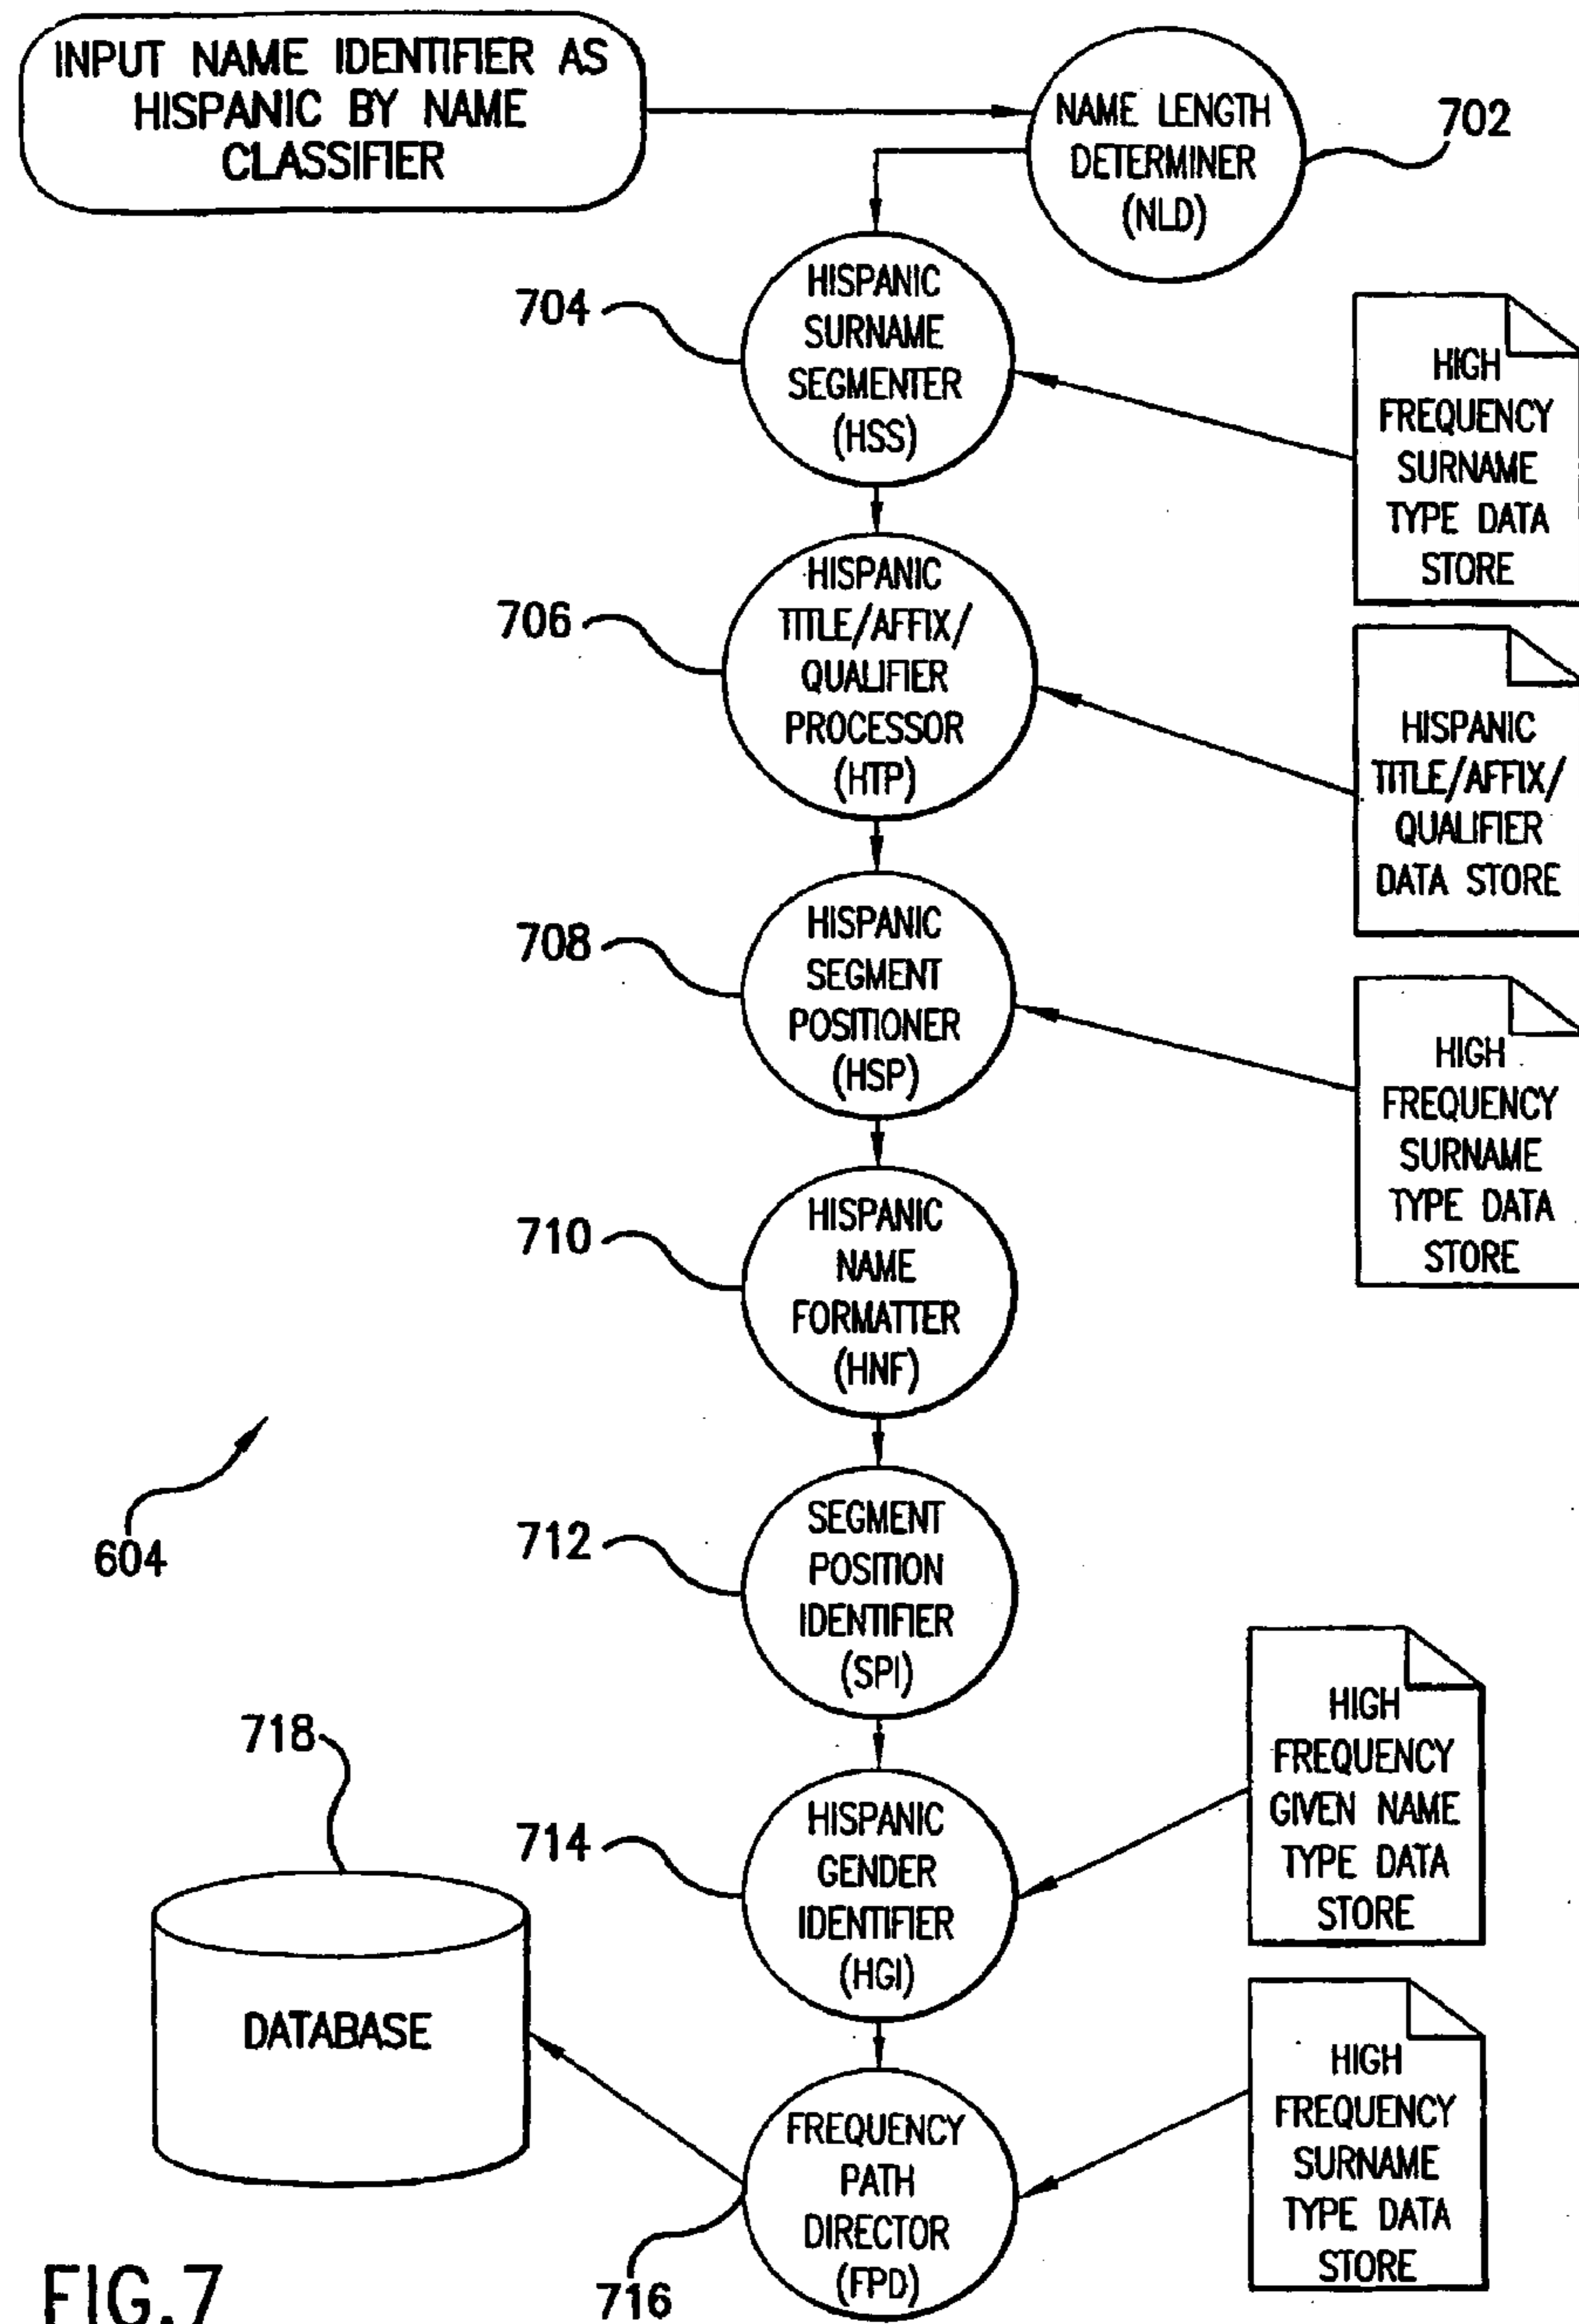 INPUT NAME IDENTIFIER AS
HISPANIC BY NAME
CLASSIFIER
NAME LENGTH
DETERMINER
(NLD)
702
704
HISPANIC
SURNAME
SEGMENTER
(HSS)
HIGH
FREQUENCY
SURNAME
TYPE DATA
STORE
706
HISPANIC
TITLE/AFFIX/
QUALIFIER
PROCESSOR
(HTP)
HISPANIC
TITLE/AFFIX/
QUALIFIER
DATA STORE
708
HISPANIC
SEGMENT
POSITIONER
(HSP)
HIGH
FREQUENCY
SURNAME
TYPE DATA
STORE
710
HISPANIC
NAME
FORMATTER
(HNF)
604
712
SEGMENT
POSITION
IDENTIFIER
(SPI)
718
714
HISPANIC
GENDER
IDENTIFIER
(HGI)
HIGH
FREQUENCY
GIVEN NAME
TYPE DATA
STORE
DATABASE
716
FREQUENCY
PATH
DIRECTOR
(FPD)
HIGH
FREQUENCY
SURNAME
TYPE DATA
STORE
FIG.7